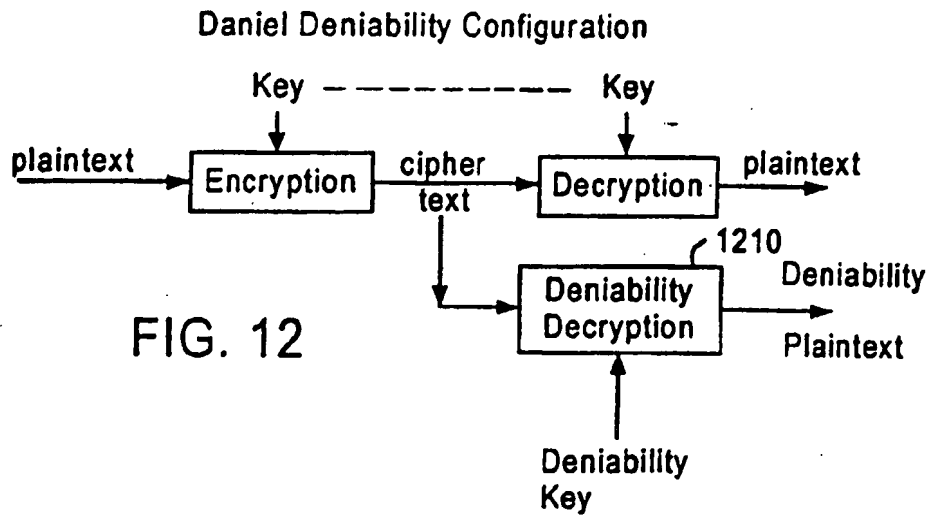 Daniel Deniability Configuration
Key Key
plaintext Encryption cipher Decryption plaintext
text
1210
Deniability
Deniability
Decryption
Plaintext
FIG. 12
Deniability
Key